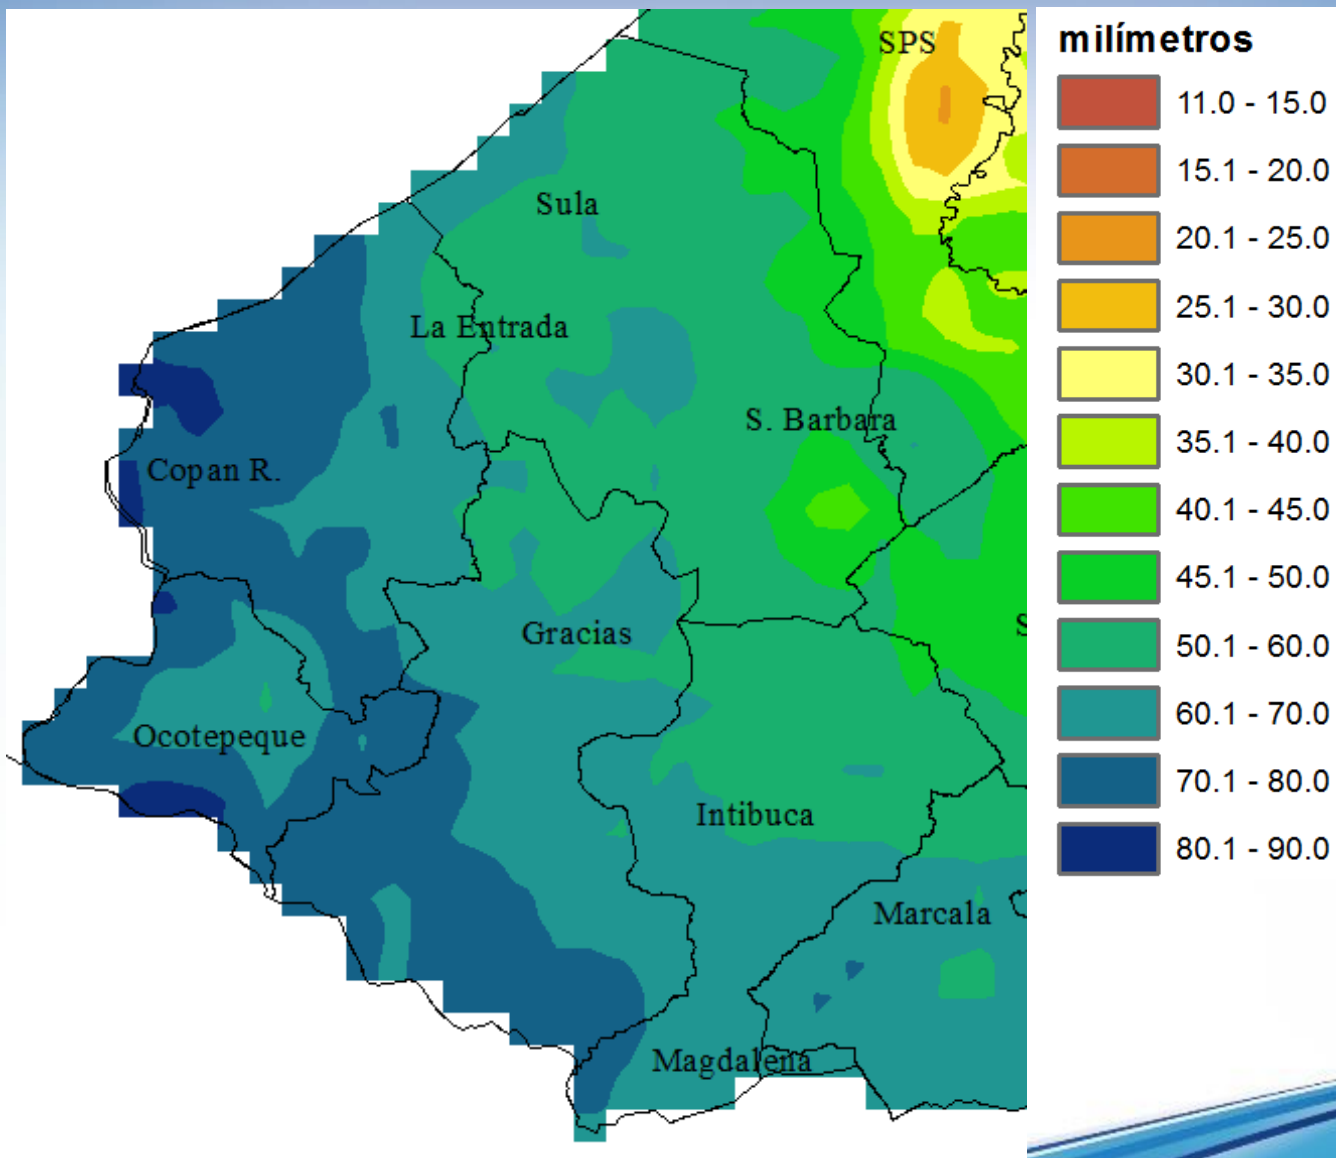 SPS
Sula
La Entrada
S. Barbara
Copan R.
Gracias
S
Ocotepeque
Intibuca
Marcala
Magdalena
milímetros
11.0 - 15.0
15.1 - 20.0
20.1 - 25.0
25.1 - 30.0
30.1 - 35.0
35.1 - 40.0
40.1 - 45.0
45.1 - 50.0
50.1 - 60.0
60.1 - 70.0
70.1 - 80.0
80.1 - 90.0